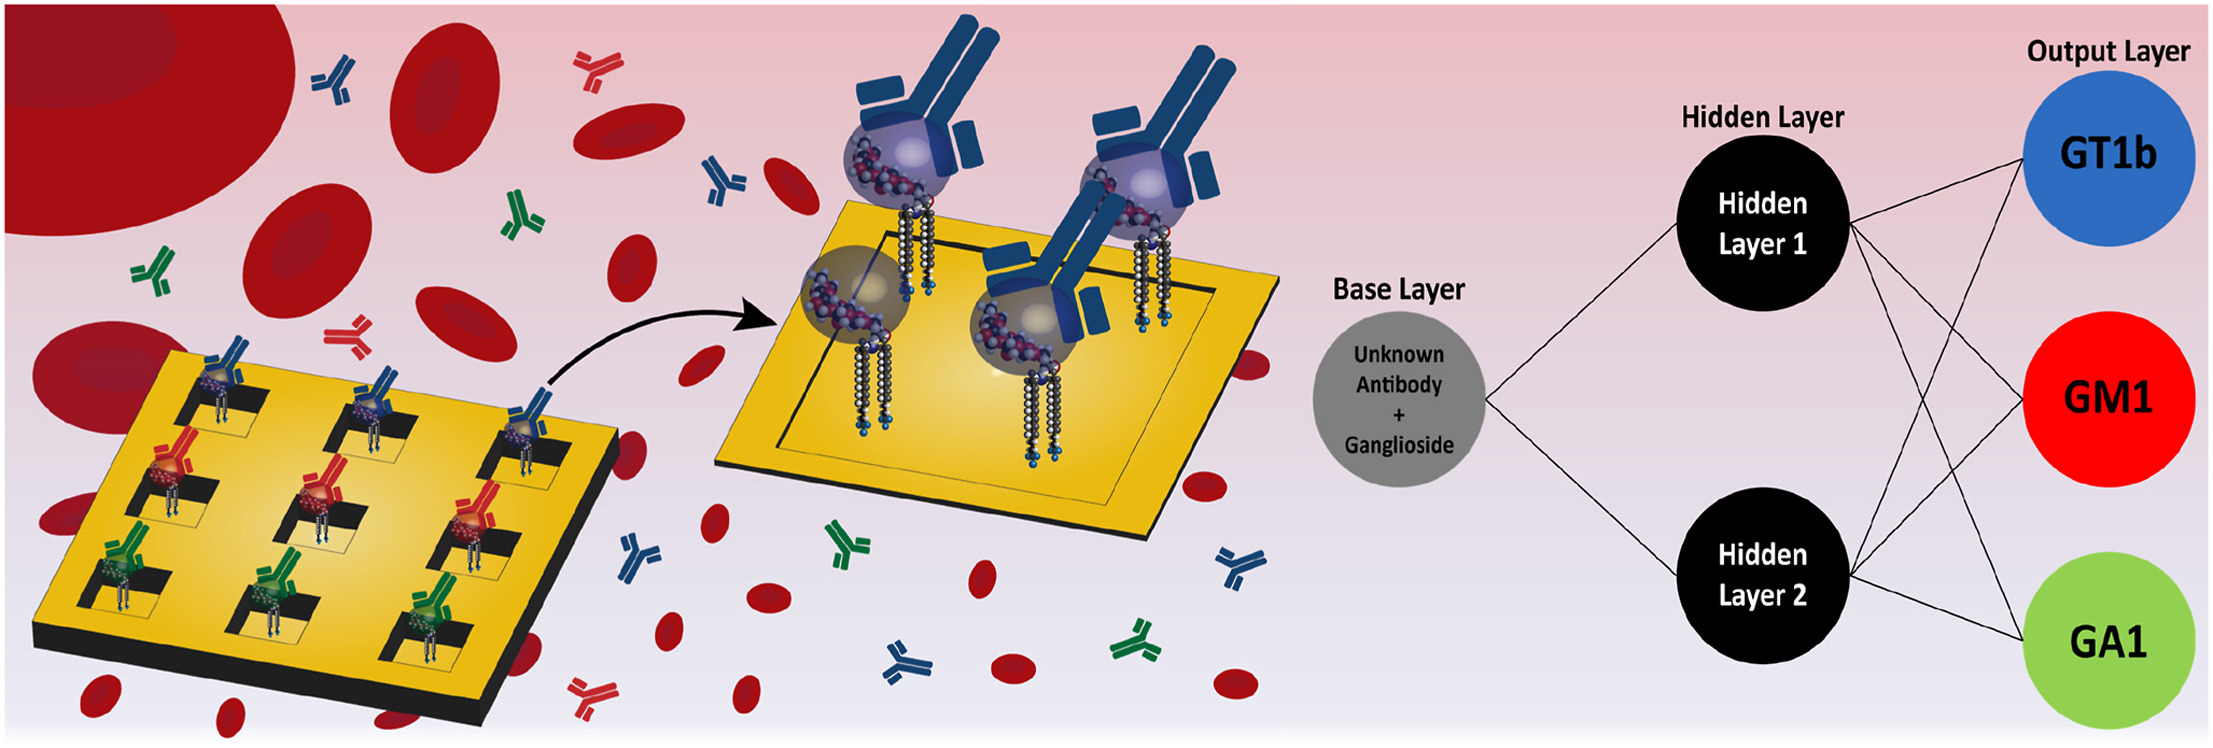 Output Layer
GT1b
Hidden Layer
Hidden
Layer 1
Base Layer
Unknown
Antibody
+
Ganglioside
GM1
Hidden
Layer 2
GA1